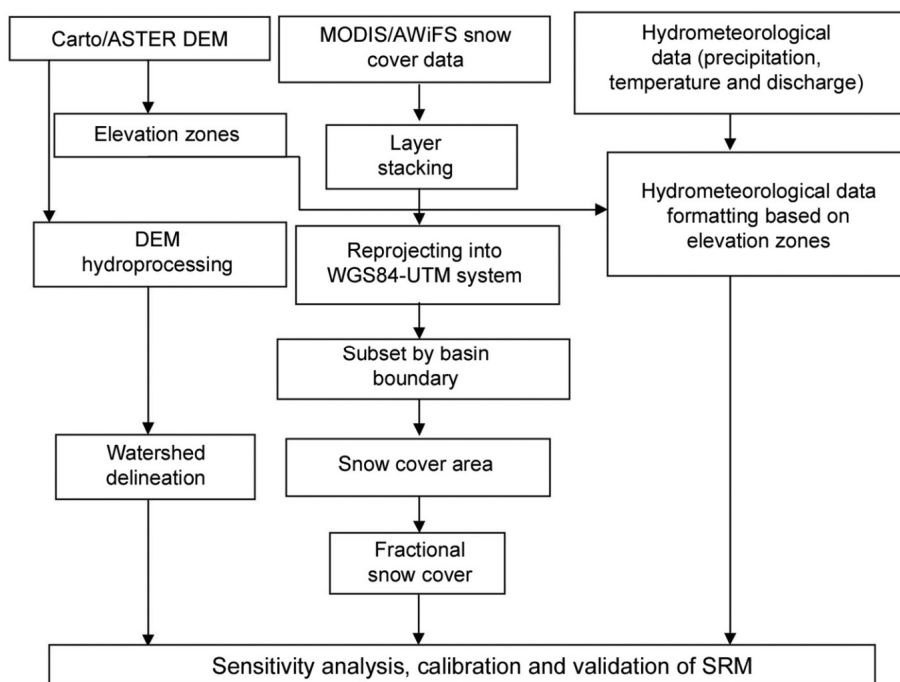 Carto/ASTER DEM
MODIS/AWiFS snow
cover data
Hydrometeorological
data (precipitation,
temperature and discharge)
Elevation zones
Layer
stacking
Hydrometeorological data
formatting based on
elevation zones
DEM
hydroprocessing
Reprojecting into
WGS84-UTM system
Subset by basin
boundary
Watershed
delineation
Snow cover area
Fractional
snow cover
Sensitivity analysis, calibration and validation of SRM